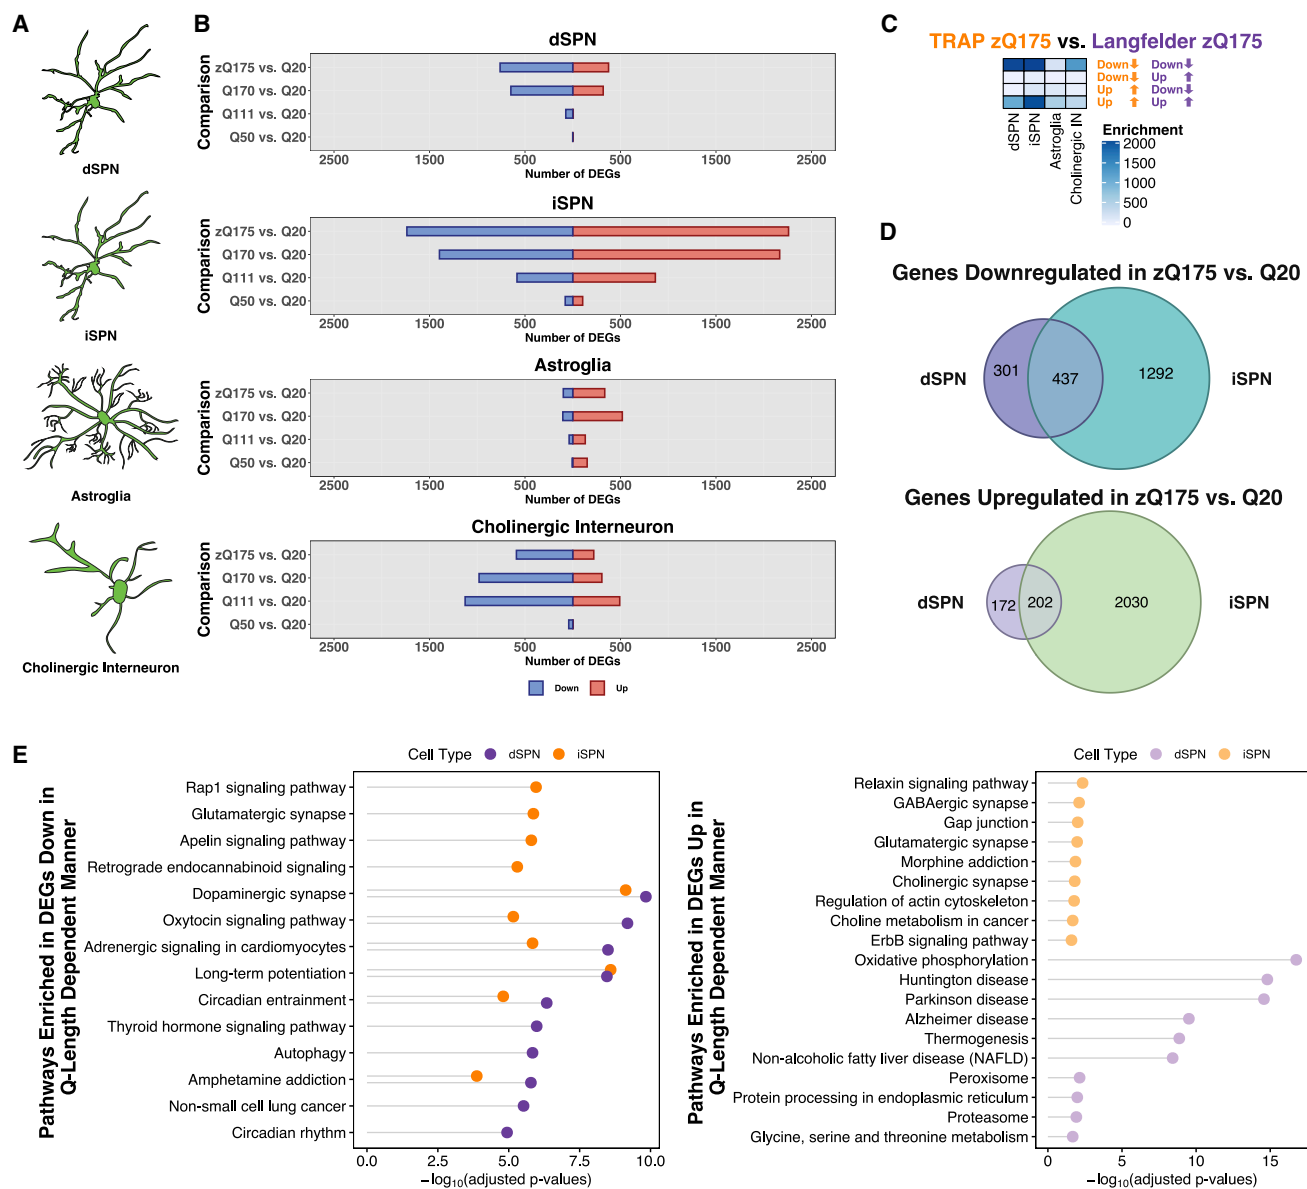 A
dSPN
iSPN
Astroglia
Cholinergic Interneuron
B
dSPN
Comparison
zQ175 vs. Q20
Q170 vs. Q20
Q111 vs. Q20
Q50 vs. Q20
2500 1500 500 500 1500 2500
Number of DEGs
iSPN
Comparison
zQ175 vs. Q20
Q170 vs. Q20
Q111 vs. Q20
Q50 vs. Q20
2500 1500 500 500 1500 2500
Number of DEGs
Astroglia
Comparison
zQ175 vs. Q20
Q170 vs. Q20
Q111 vs. Q20
Q50 vs. Q20
2500 1500 500 500 1500 2500
Number of DEGs
Cholinergic Interneuron
Comparison
zQ175 vs. Q20
Q170 vs. Q20
Q111 vs. Q20
Q50 vs. Q20
2500 1500 500 500 1500 2500
Number of DEGs
Down Up
C
TRAP zQ175 vs. Langfelder zQ175
Down⬇ Down⬇
Down⬇ Up ⬆
Up ⬆ Down⬇
Up ⬆ Up ⬆
dSPN
iSPN
Astroglia
Cholinergic IN
Enrichment
2000
1000
500
0
D
Genes Downregulated in zQ175 vs. Q20
dSPN 301 437 1292 iSPN
Genes Upregulated in zQ175 vs. Q20
dSPN 172 202 2030 iSPN
E
Cell Type dSPN iSPN
Pathways Enriched in DEGs Down in
Q-Length Dependent Manner
Rap1 signaling pathway
Glutamatergic synapse
Apelin signaling pathway
Retrograde endocannabinoid signaling
Dopaminergic synapse
Oxytocin signaling pathway
Adrenergic signaling in cardiomyocytes
Long-term potentiation
Circadian entrainment
Thyroid hormone signaling pathway
Autophagy
Amphetamine addiction
Non-small cell lung cancer
Circadian rhythm
0.0 2.5 5.0 7.5 10.0
−log₁₀(adjusted p-values)
Cell Type dSPN iSPN
Pathways Enriched in DEGs Up in
Q-Length Dependent Manner
Relaxin signaling pathway
GABAergic synapse
Gap junction
Glutamatergic synapse
Morphine addiction
Cholinergic synapse
Regulation of actin cytoskeleton
Choline metabolism in cancer
ErbB signaling pathway
Oxidative phosphorylation
Huntington disease
Parkinson disease
Alzheimer disease
Thermogenesis
Non-alcoholic fatty liver disease (NAFLD)
Peroxisome
Protein processing in endoplasmic reticulum
Proteasome
Glycine, serine and threonine metabolism
0 5 10 15
−log₁₀(adjusted p-values)